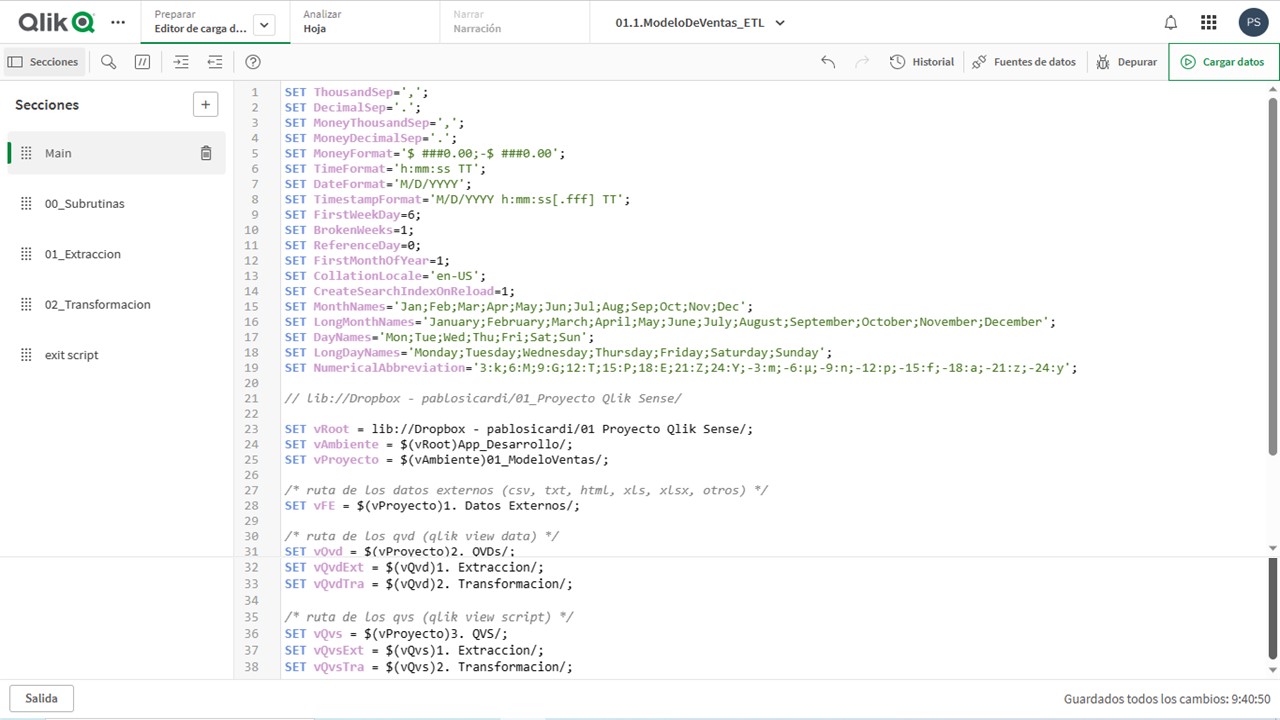 Qlik
...
Preparar
Editor de carga d...
Analizar
Hoja
Narrar
Narración
01.1.ModeloDeVentas_ETL
PS
Secciones
//
?
Historial
Fuentes de datos
Depurar
Cargar datos
Secciones
+
Main
00_Subrutinas
01_Extraccion
02_Transformacion
exit script
1 SET ThousandSep=',';
2 SET DecimalSep='.';
3 SET MoneyThousandSep=',';
4 SET MoneyDecimalSep='.';
5 SET MoneyFormat='$ ###0.00;-$ ###0.00';
6 SET TimeFormat='h:mm:ss TT';
7 SET DateFormat='M/D/YYYY';
8 SET TimestampFormat='M/D/YYYY h:mm:ss[.fff] TT';
9 SET FirstWeekDay=6;
10 SET BrokenWeeks=1;
11 SET ReferenceDay=0;
12 SET FirstMonthOfYear=1;
13 SET CollationLocale='en-US';
14 SET CreateSearchIndexOnReload=1;
15 SET MonthNames='Jan;Feb;Mar;Apr;May;Jun;Jul;Aug;Sep;Oct;Nov;Dec';
16 SET LongMonthNames='January;February;March;April;May;June;July;August;September;October;November;December';
17 SET DayNames='Mon;Tue;Wed;Thu;Fri;Sat;Sun';
18 SET LongDayNames='Monday;Tuesday;Wednesday;Thursday;Friday;Saturday;Sunday';
19 SET NumericalAbbreviation='3:k;6:M;9:G;12:T;15:P;18:E;21:Z;24:Y;-3:m;-6:μ;-9:n;-12:p;-15:f;-18:a;-21:z;-24:y';
20
21 // lib://Dropbox - pablosicardi/01_Proyecto Qlik Sense/
22
23 SET vRoot = lib://Dropbox - pablosicardi/01 Proyecto Qlik Sense/;
24 SET vAmbiente = $(vRoot)App_Desarrollo/;
25 SET vProyecto = $(vAmbiente)01_ModeloVentas/;
26
27 /* ruta de los datos externos (csv, txt, html, xls, xlsx, otros) */
28 SET vFE = $(vProyecto)1. Datos Externos/;
29
30 /* ruta de los qvd (qlik view data) */
31 SET vQvd = $(vProyecto)2. QVDs/;
32 SET vQvdExt = $(vQvd)1. Extraccion/;
33 SET vQvdTra = $(vQvd)2. Transformacion/;
34
35 /* ruta de los qvs (qlik view script) */
36 SET vQvs = $(vProyecto)3. QVS/;
37 SET vQvsExt = $(vQvs)1. Extraccion/;
38 SET vQvsTra = $(vQvs)2. Transformacion/;
Salida
Guardados todos los cambios: 9:40:50